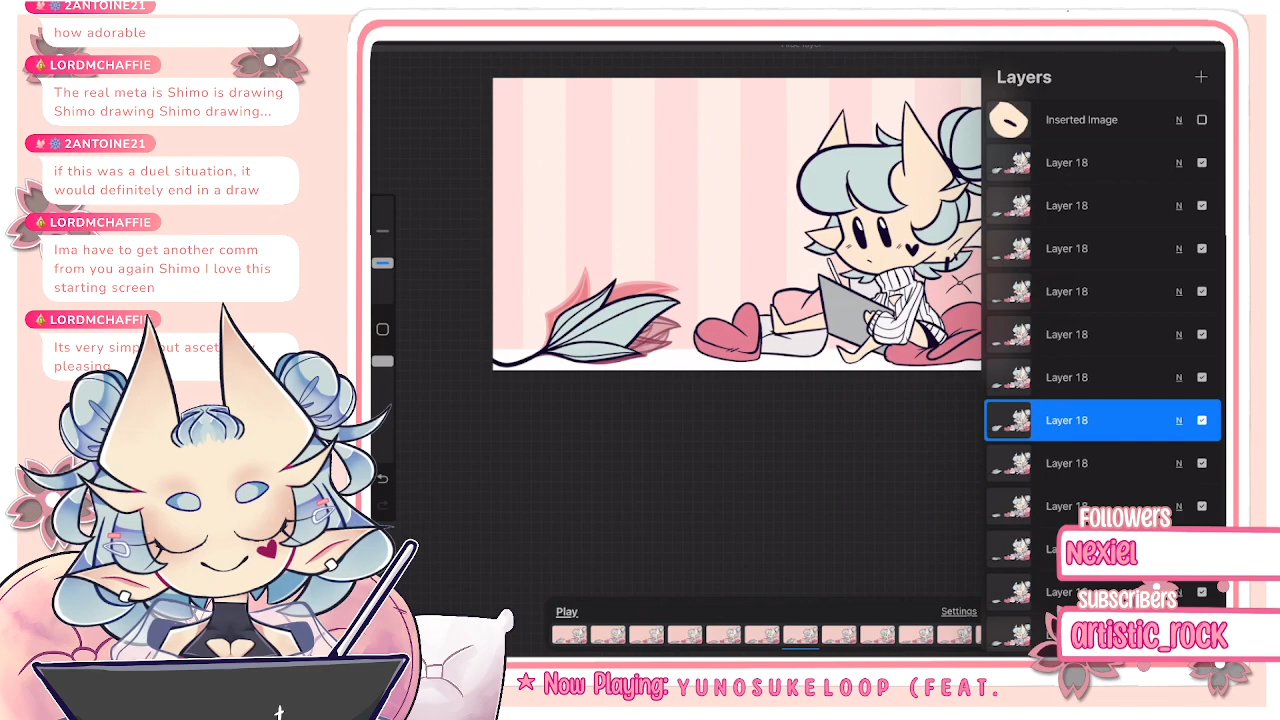 2ANTOINE21
how adorable
LORDMCHAFFIE
The real meta is Shimo is drawing
Shimo drawing Shimo drawing...
2ANTOINE21
if this was a duel situation, it
would definitely end in a draw
LORDMCHAFFIE
Ima have to get another comm
from you again Shimo I love this
starting screen
LORDMCHAFFIE
Its very simp out ascet
pleasing
Layers
Inserted Image N
Layer 18 N
Layer 18 N
Layer 18 N
Layer 18 N
Layer 18 N
Layer 18 N
Layer 18 N
Layer 18 N
Layer 18 N
Play
Settings
Followers
Nexiel
SUBSCRIBERS
artistic_rock
★ Now Playing: YUNOSUKELOOP (FEAT.